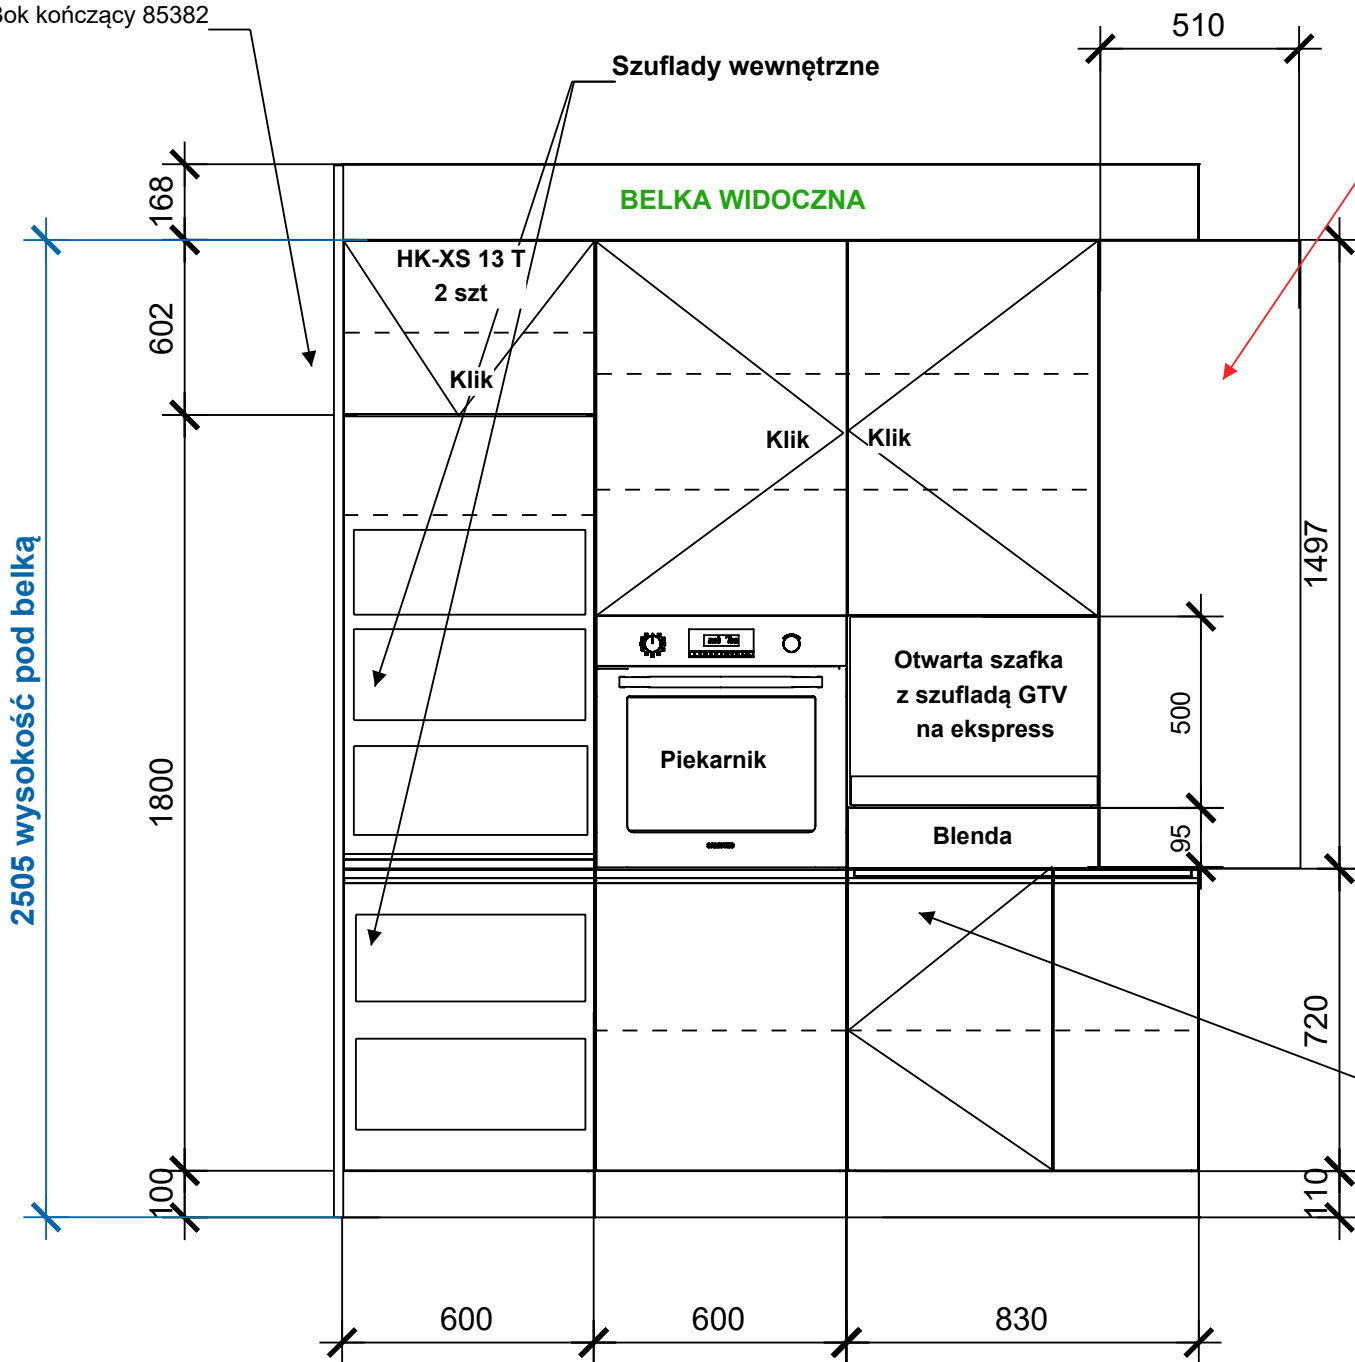 Bok kończący 85382
510
Szuflady wewnętrzne
168
BELKA WIDOCZNA
HK-XS 13 T
2 szt
602
Klik
Klik
Klik
2505 wysokość pod belką
1497
Otwarta szafka
z szufladą GTV
na ekspress
500
Piekarnik
1800
Blenda
95
720
100
110
600
600
830